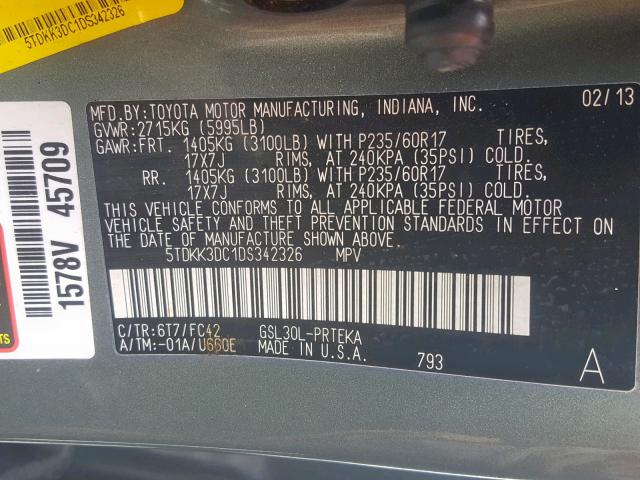 5TDKK3DC1DS342326
1578V 45709
TS
MFD.BY:TOYOTA MOTOR MANUFACTURING, INDIANA, INC. 02/13
GVWR:2715KG (5995LB)
GAWR:FRT. 1405KG (3100LB) WITH P235/60R17 TIRES,
17X7J RIMS, AT 240KPA (35PSI) COLD.
RR. 1405KG (3100LB) WITH P235/60R17 TIRES,
17X7J RIMS, AT 240KPA (35PSI) COLD.
THIS VEHICLE CONFORMS TO ALL APPLICABLE FEDERAL MOTOR
VEHICLE SAFETY AND THEFT PREVENTION STANDARDS IN EFFECT ON
THE DATE OF MANUFACTURE SHOWN ABOVE.
5TDKK3DC1DS342326 MPV
C/TR:6T7/FC42 GSL30L-PRTEKA
A/TM:-01A/U660E MADE IN U.S.A. 793 A